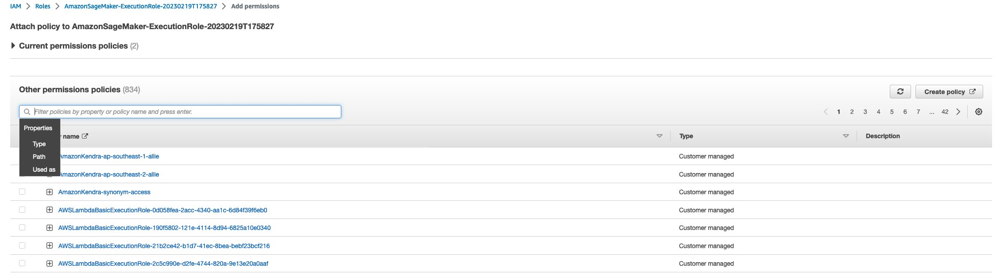 IAM > Roles > AmazonSageMaker-ExecutionRole-20230219T175827 > Add permissions
Attach policy to AmazonSageMaker-ExecutionRole-20230219T175827
Current permissions policies (2)
Other permissions policies (834)
Create policy
Filter policies by property or policy name and press enter.
1 2 3 4 5 6 7 ... 42
Properties
Type
Path
Used as
name
Type
Description
AmazonKendra-ap-southeast-1-allie Customer managed
AmazonKendra-ap-southeast-2-allie Customer managed
AmazonKendra-synonym-access Customer managed
AWSLambdaBasicExecutionRole-0d058fea-2acc-4340-aa1c-6d84f39f6eb0 Customer managed
AWSLambdaBasicExecutionRole-190f5802-121e-4114-8d94-6825a10e0340 Customer managed
AWSLambdaBasicExecutionRole-21b2ce42-b1d7-41ec-8bea-bebf23bcf216 Customer managed
AWSLambdaBasicExecutionRole-2c5c990e-d2fe-4744-820a-9e13e20a0aaf Customer managed